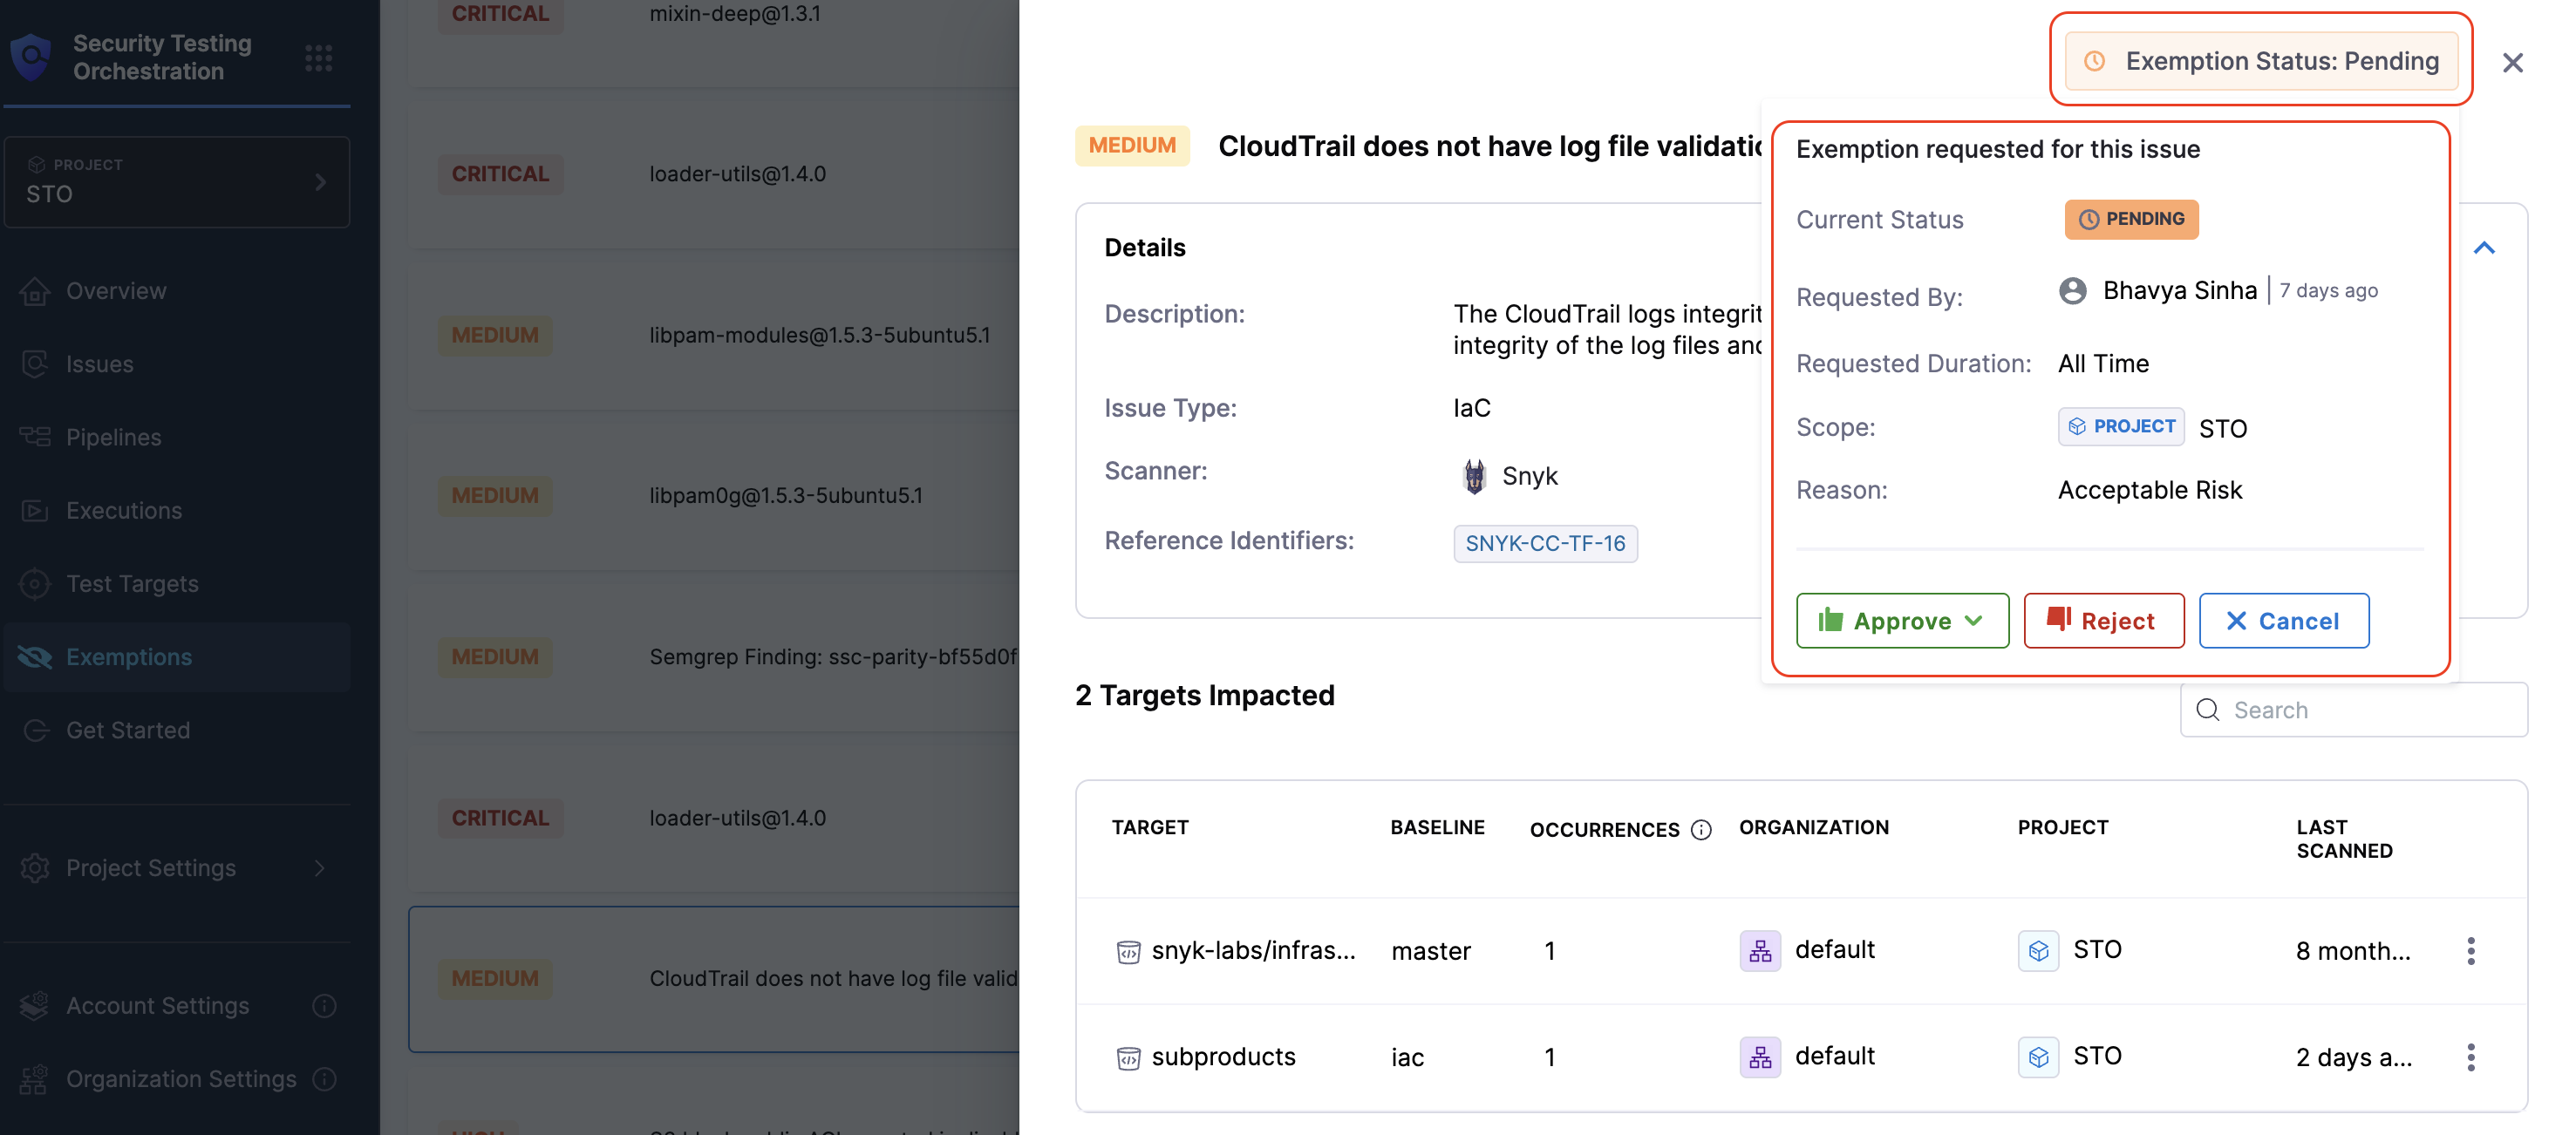 Security Testing
Orchestration
PROJECT
STO
Overview
Issues
Pipelines
Executions
Test Targets
Exemptions
Get Started
Project Settings
Account Settings
Organization Settings
CRITICAL mixin-deep@1.3.1
CRITICAL loader-utils@1.4.0
MEDIUM libpam-modules@1.5.3-5ubuntu5.1
MEDIUM libpam0g@1.5.3-5ubuntu5.1
MEDIUM Semgrep Finding: ssc-parity-bf55d0f
CRITICAL loader-utils@1.4.0
MEDIUM CloudTrail does not have log file valid
Exemption Status: Pending
MEDIUM CloudTrail does not have log file validatio
Details
Description: The CloudTrail logs integrit
integrity of the log files and
Issue Type: IaC
Scanner: Snyk
Reference Identifiers: SNYK-CC-TF-16
Exemption requested for this issue
Current Status PENDING
Requested By: Bhavya Sinha | 7 days ago
Requested Duration: All Time
Scope: PROJECT STO
Reason: Acceptable Risk
Approve Reject Cancel
2 Targets Impacted
Search
TARGET BASELINE OCCURRENCES ORGANIZATION PROJECT LAST
SCANNED
snyk-labs/infras... master 1 default STO 8 month...
subproducts iac 1 default STO 2 days a...